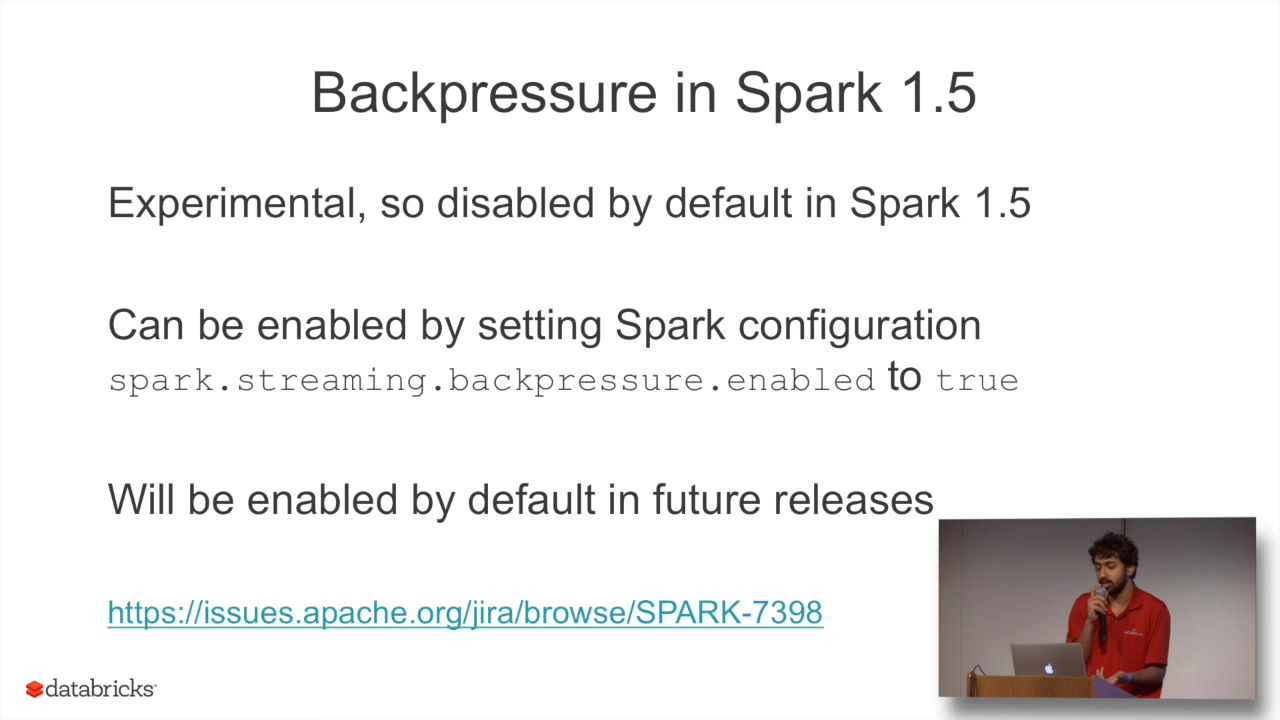 Backpressure in Spark 1.5
Experimental, so disabled by default in Spark 1.5
Can be enabled by setting Spark configuration
spark.streaming.backpressure.enabled to true
Will be enabled by default in future releases
https://issues.apache.org/jira/browse/SPARK-7398
databricks